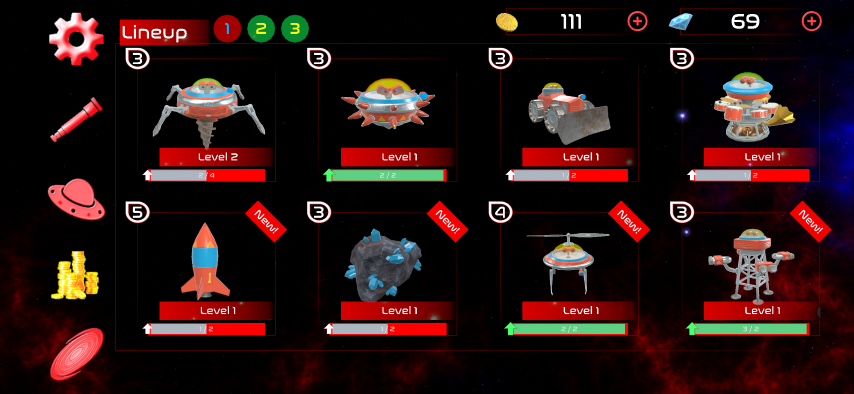 Lineup 1 2 3 111 69
3 3 3 3
Level 2 Level 1 Level 1 Level 1
2 / 4 2 / 2 1 / 2 1 / 2
5 New! 3 New! 4 New! 3 New!
1
Level 1 Level 1 Level 1 Level 1
1 / 2 1 / 2 2 / 2 3 / 2